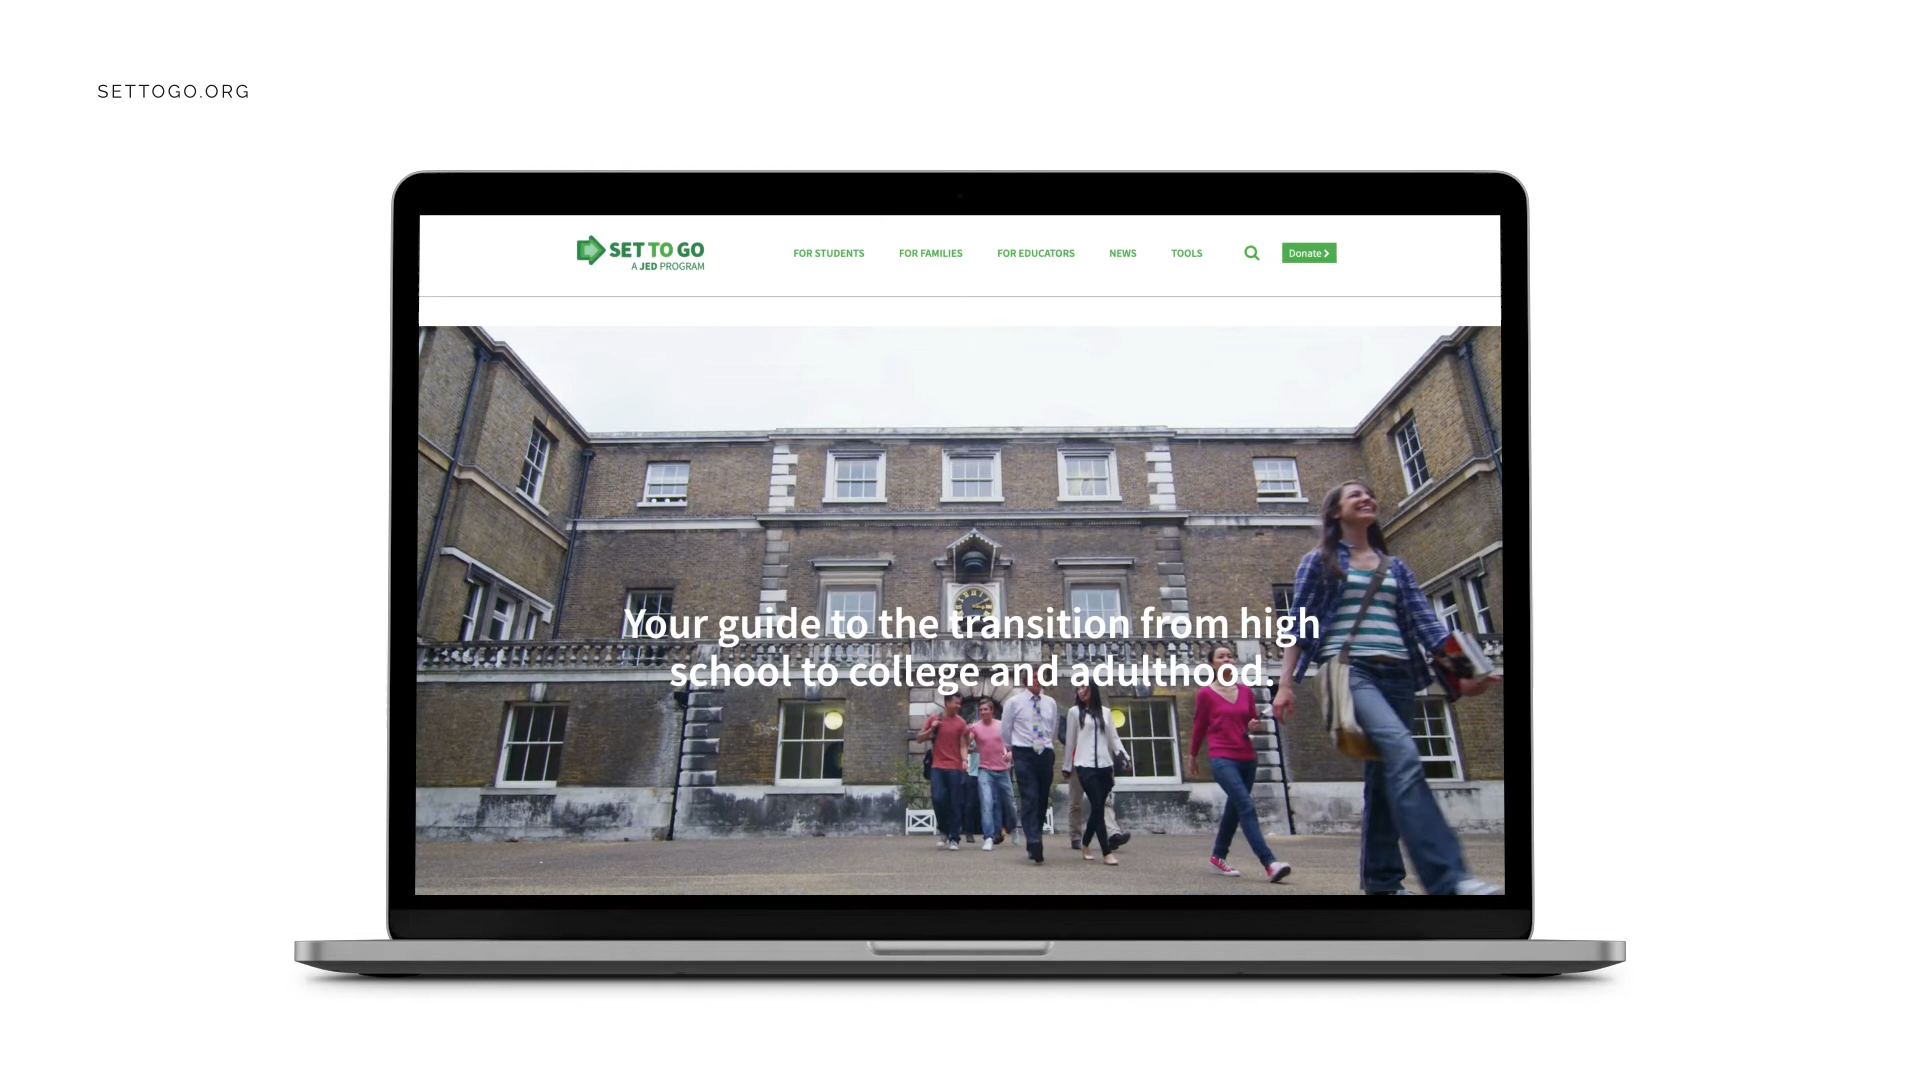 SETTOGO.ORG
SET TO GO
A JED PROGRAM
FOR STUDENTS
FOR FAMILIES
FOR EDUCATORS
NEWS
TOOLS
Donate
Your guide to the transition from high
school to college and adulthood.